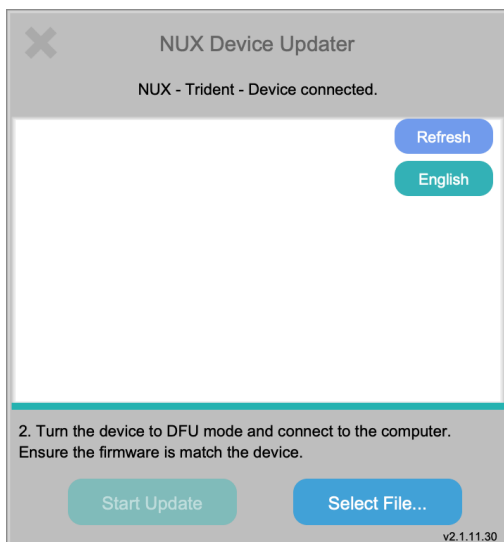 NUX Device Updater
NUX - Trident - Device connected.
Refresh
English
2. Turn the device to DFU mode and connect to the computer.
Ensure the firmware is match the device.
Start Update
Select File...
v2.1.11.30